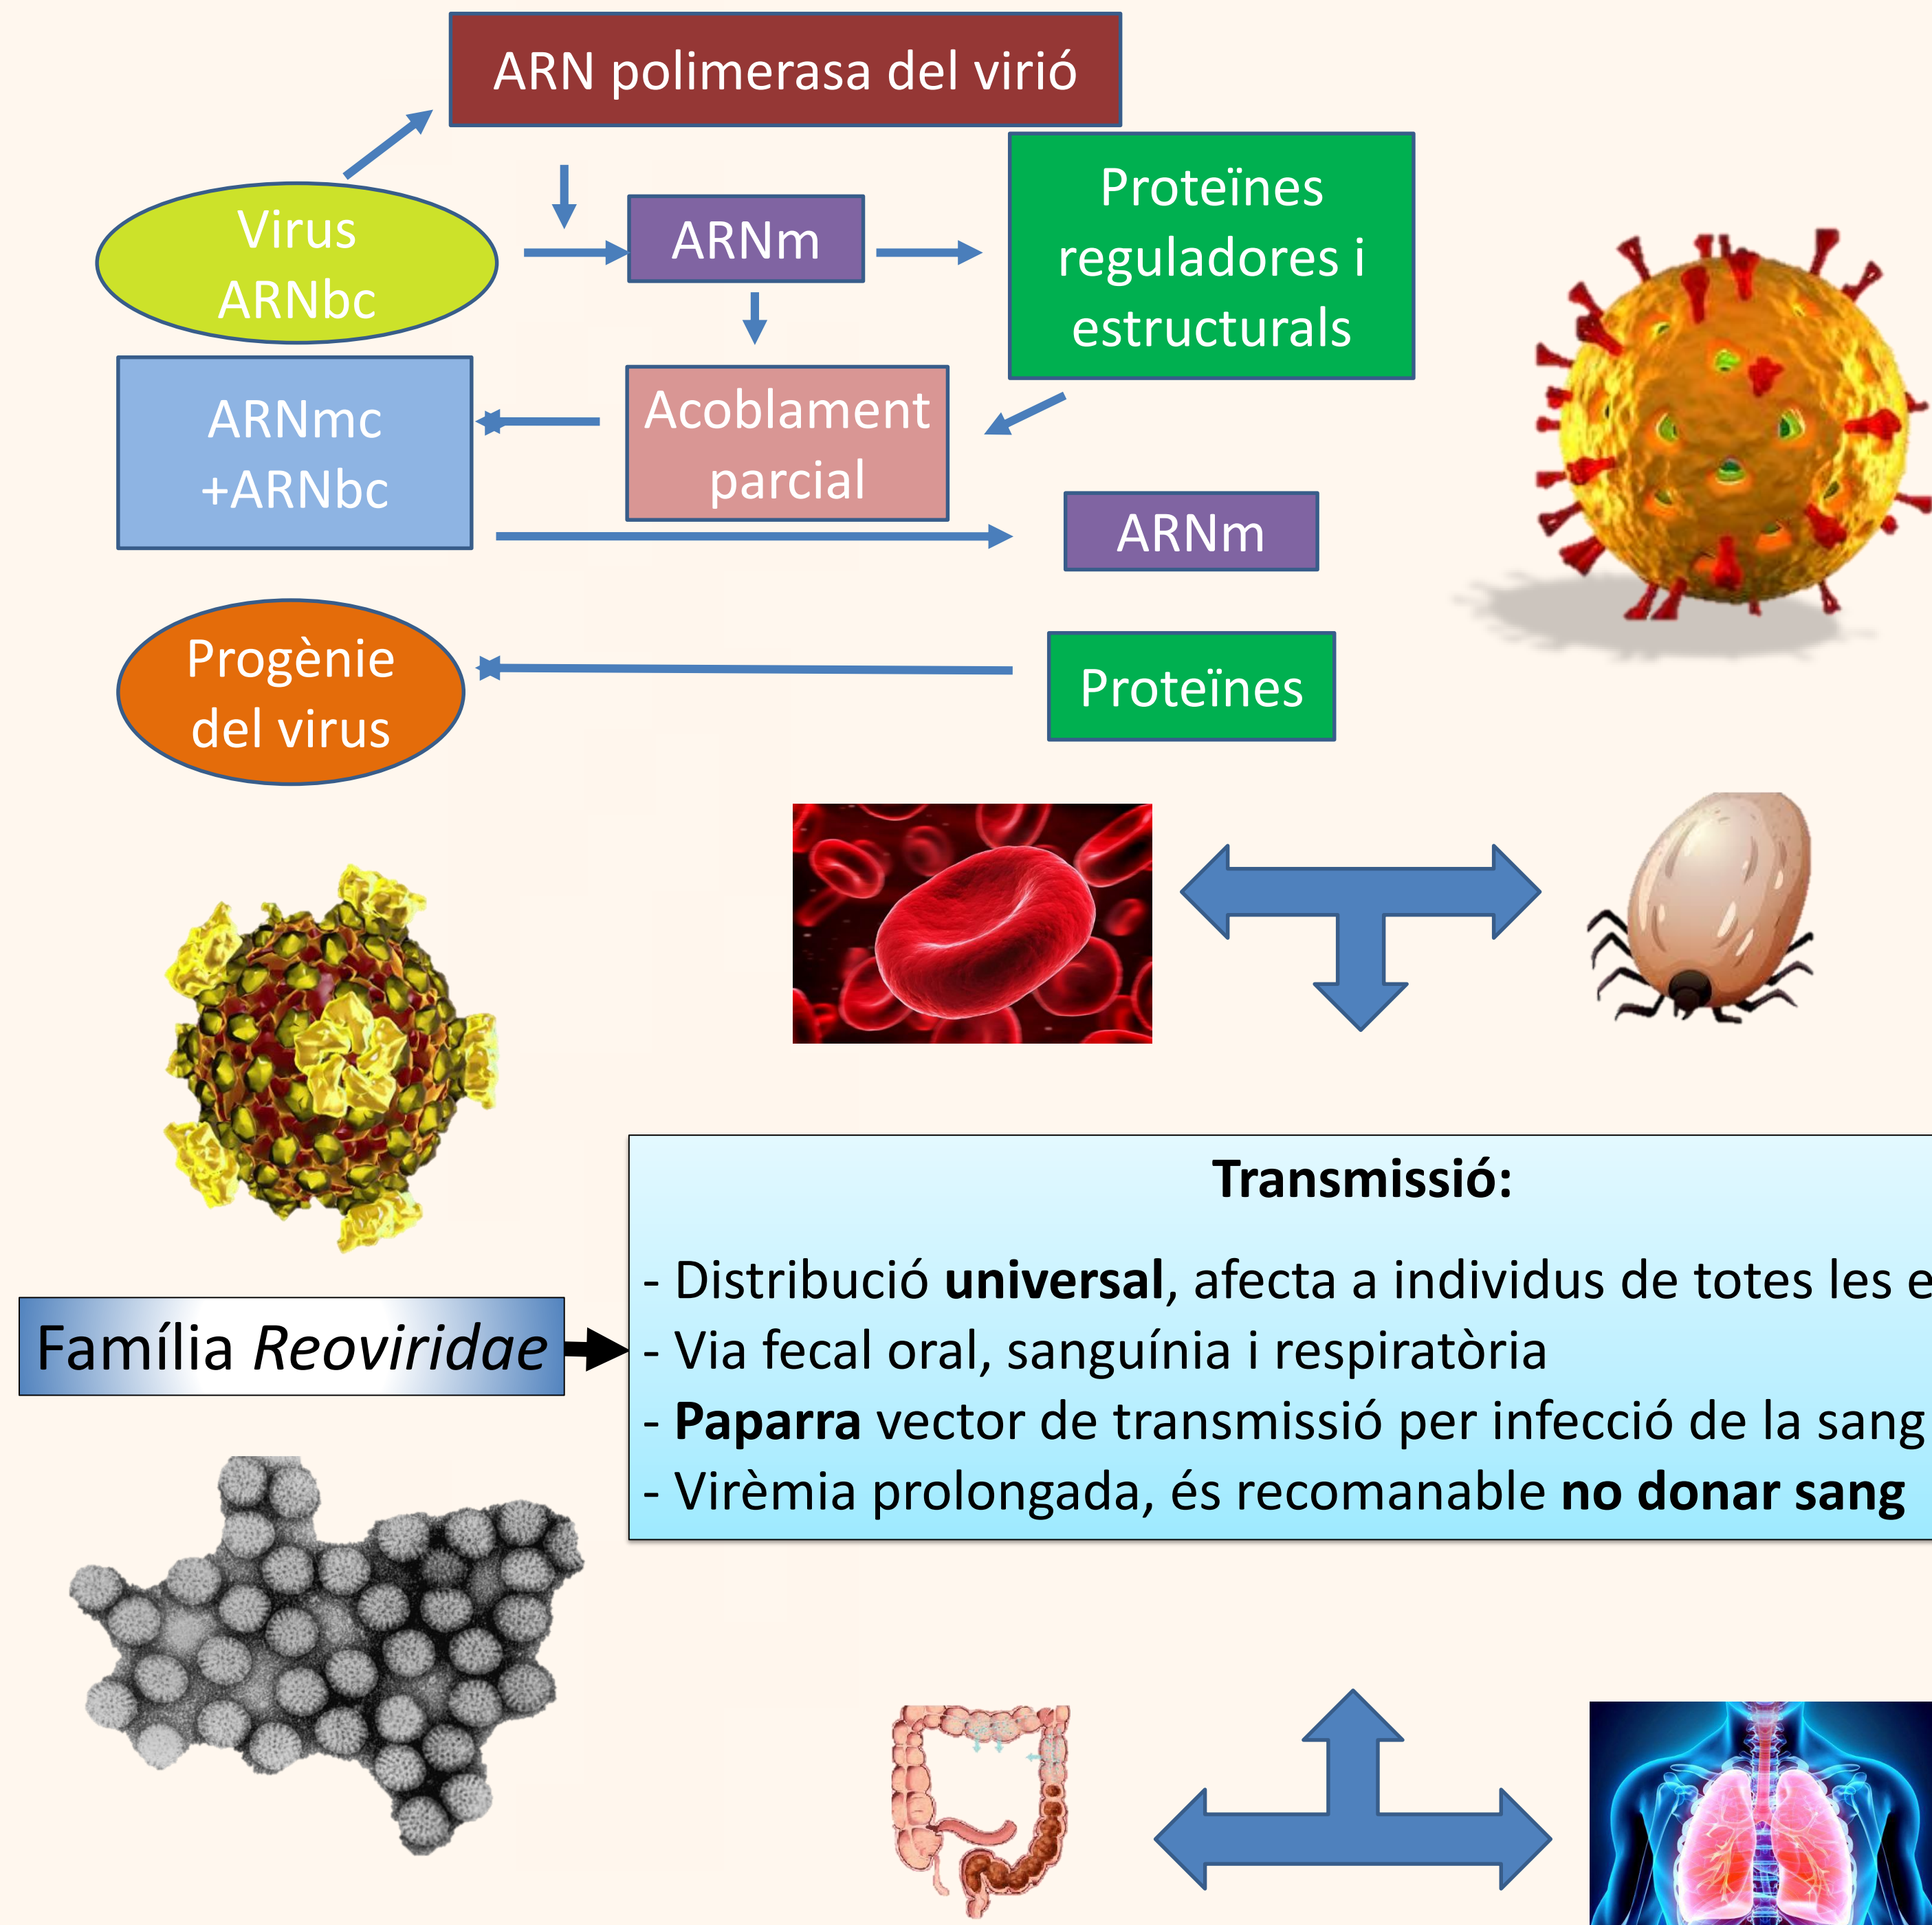 ARN polimerasa del virió
Virus
ARNbc
ARNm
Proteïnes
reguladores i
estructurals
ARNmc
+ARNbc
Acoblament
parcial
ARNm
Progènie
del virus
Proteïnes
Família Reoviridae
Transmissió:
- Distribució universal, afecta a individus de totes les
- Via fecal oral, sanguínia i respiratòria
- Paparra vector de transmissió per infecció de la sang
- Virèmia prolongada, és recomanable no donar sang